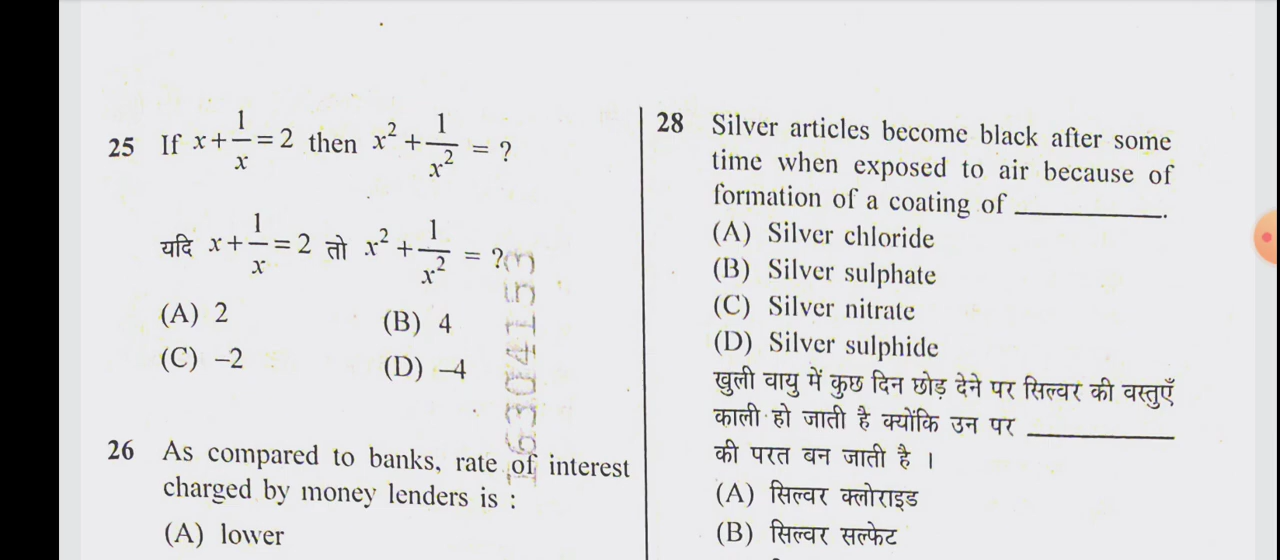 25 If x + 1/x = 2 then x² + 1/x² = ?
यदि x + 1/x = 2 तो x² + 1/x² = ?
(A) 2 (B) 4
(C) –2 (D) –4
16304153
26 As compared to banks, rate of interest
charged by money lenders is :
(A) lower
28 Silver articles become black after some
time when exposed to air because of
formation of a coating of ________.
(A) Silver chloride
(B) Silver sulphate
(C) Silver nitrate
(D) Silver sulphide
खुली वायु में कुछ दिन छोड़ देने पर सिल्वर की वस्तुएँ
काली हो जाती है क्योंकि उन पर ________
की परत बन जाती है ।
(A) सिल्वर क्लोराइड
(B) सिल्वर सल्फेट